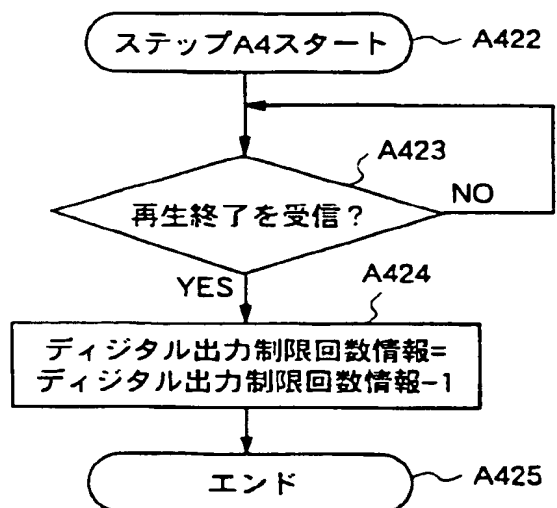 ステップA4スタート
A422
A423
再生終了を受信?
NO
YES
A424
ディジタル出力制限回数情報=
ディジタル出力制限回数情報-1
エンド
A425